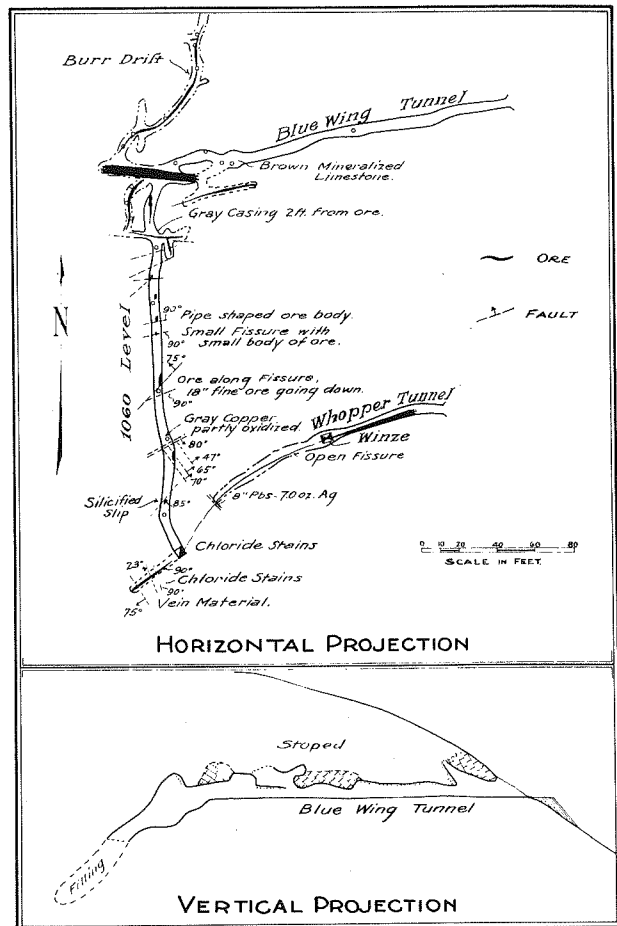 Burr Drift
Blue Wing Tunnel
Brown Mineralized
Limestone.
Gray Casing 2ft. from ore.
ORE
FAULT
N
1060 Level
90°
Pipe shaped ore body.
Small Fissure with
small body of ore.
90°
75°
Ore along Fissure,
18" fine ore going down.
90°
Gray Copper
partly oxidized.
80°
47°
65°
70°
Whopper Tunnel
Winze
Open Fissure
8" Pbs-7.0 oz. Ag
Silicified
Slip
85°
Chloride Stains
23°
90°
Chloride Stains
90°
Vein Material.
75°
0 10 20 40 60 80
SCALE IN FEET.
HORIZONTAL PROJECTION
Stoped
Blue Wing Tunnel
Filling
VERTICAL PROJECTION